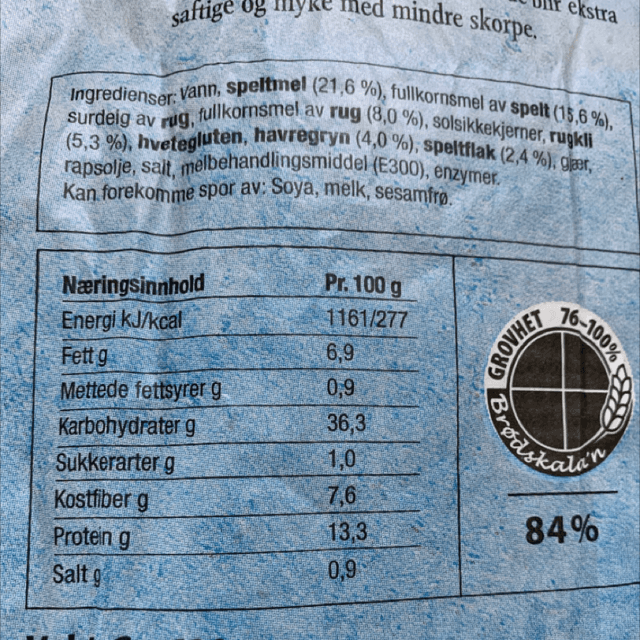 uhr ekstra
saftige og myke med mindre skorpe.
Ingredienser: Vann, speltmel (21,6 %), fullkornsmel av spelt (15,6 %),
surdeig av rug, fullkornsmel av rug (8,0 %), solsikkekjerner, rugkli
(5,3 %), hvetegluten, havregryn (4,0 %), speltflak (2,4 %), gjær,
rapsolje, salt, melbehandlingsmiddel (E300), enzymer.
Kan forekomme spor av: Soya, melk, sesamfrø.
Næringsinnhold Pr. 100 g
Energi kJ/kcal 1161/277
Fett g 6,9
Mettede fettsyrer g 0,9
Karbohydrater g 36,3
Sukkerarter g 1,0
Kostfiber g 7,6
Protein g 13,3
Salt g 0,9
GROVHET 76-100%
Brødskala'n
84%